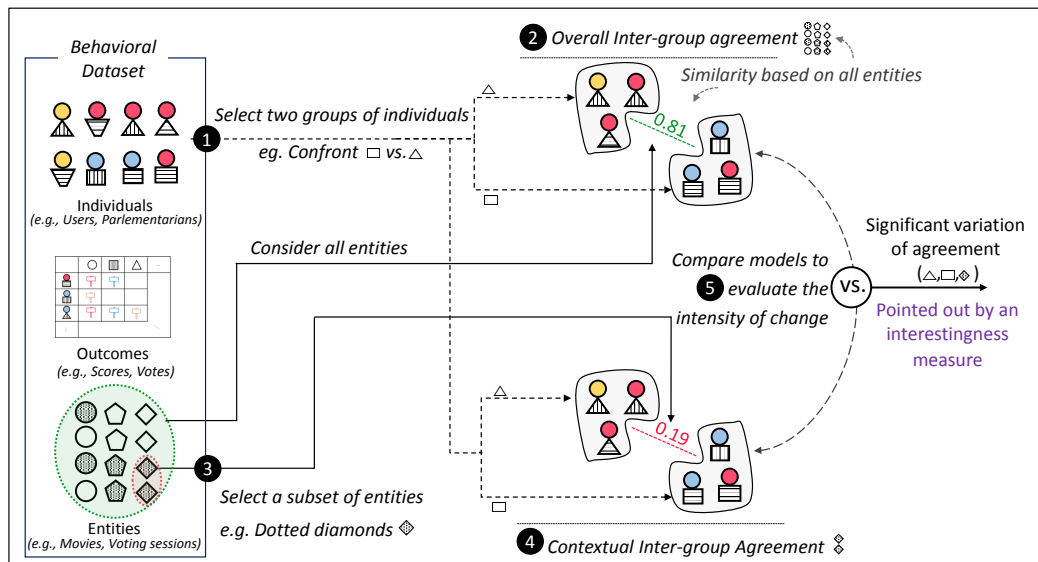 Behavioral
Dataset
Individuals
(e.g., Users, Parlementarians)
Outcomes
(e.g., Scores, Votes)
Entities
(e.g., Movies, Voting sessions)
1
Select two groups of individuals
eg. Confront □ vs. △
2 Overall Inter-group agreement
Similarity based on all entities
0.81
Consider all entities
3
Select a subset of entities
e.g. Dotted diamonds
0.19
4 Contextual Inter-group Agreement
Compare models to
5 evaluate the
intensity of change
vs.
Significant variation
of agreement
(△,□,◈)
Pointed out by an
interestingness
measure